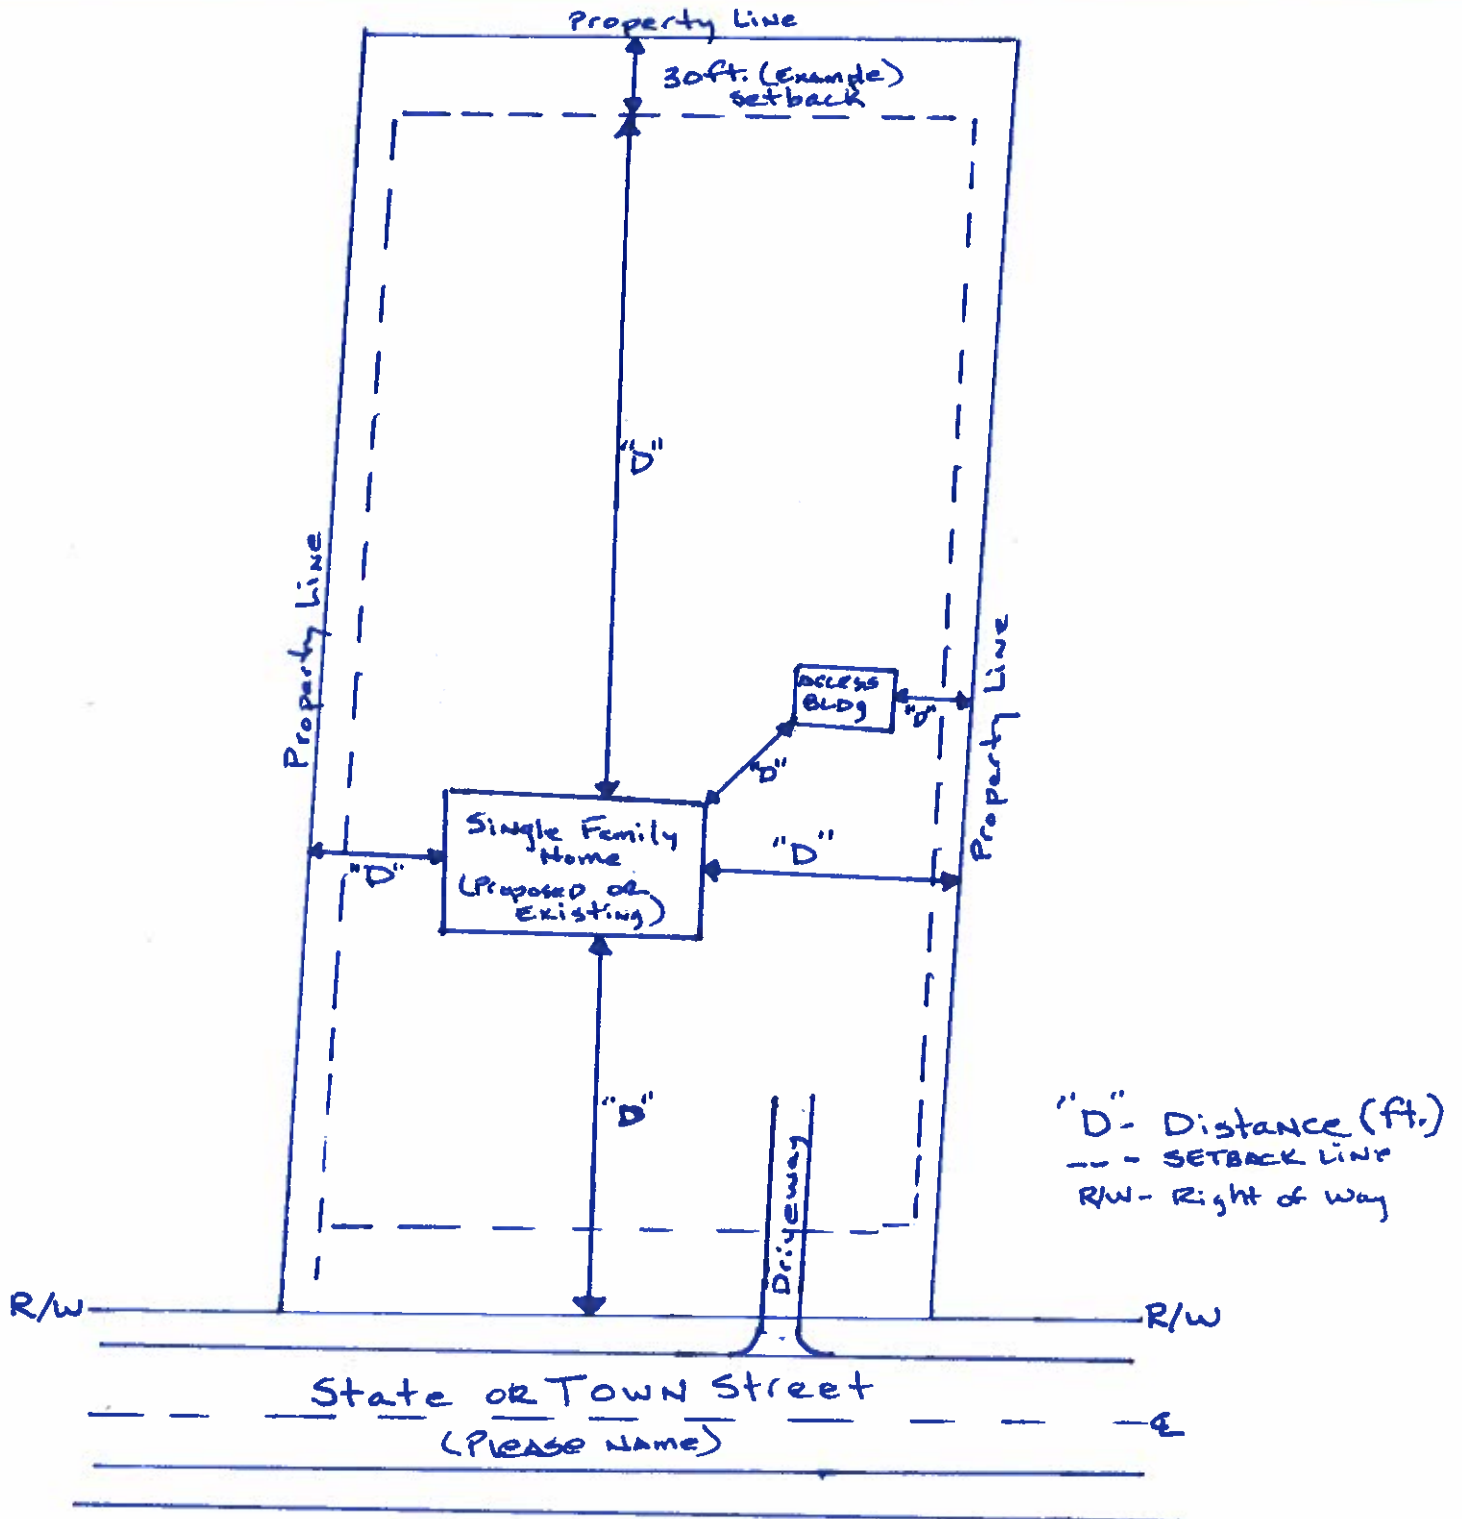 Property Line
30ft. (Example)
setback
"D"
Property Line
Property Line
Access
BLDg
"D"
"D"
Single Family
Home
(Proposed OR
Existing)
"D"
"D"
"D"
Driveway
"D"- Distance (ft.)
--- SETBACK LINE
R/W- Right of Way
R/W
R/W
State OR TOWN Street
℄
(Please Name)